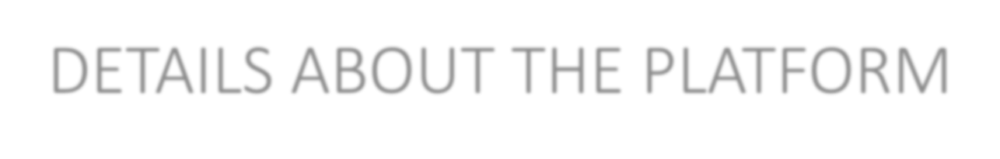 DETAILS ABOUT THE PLATFORM